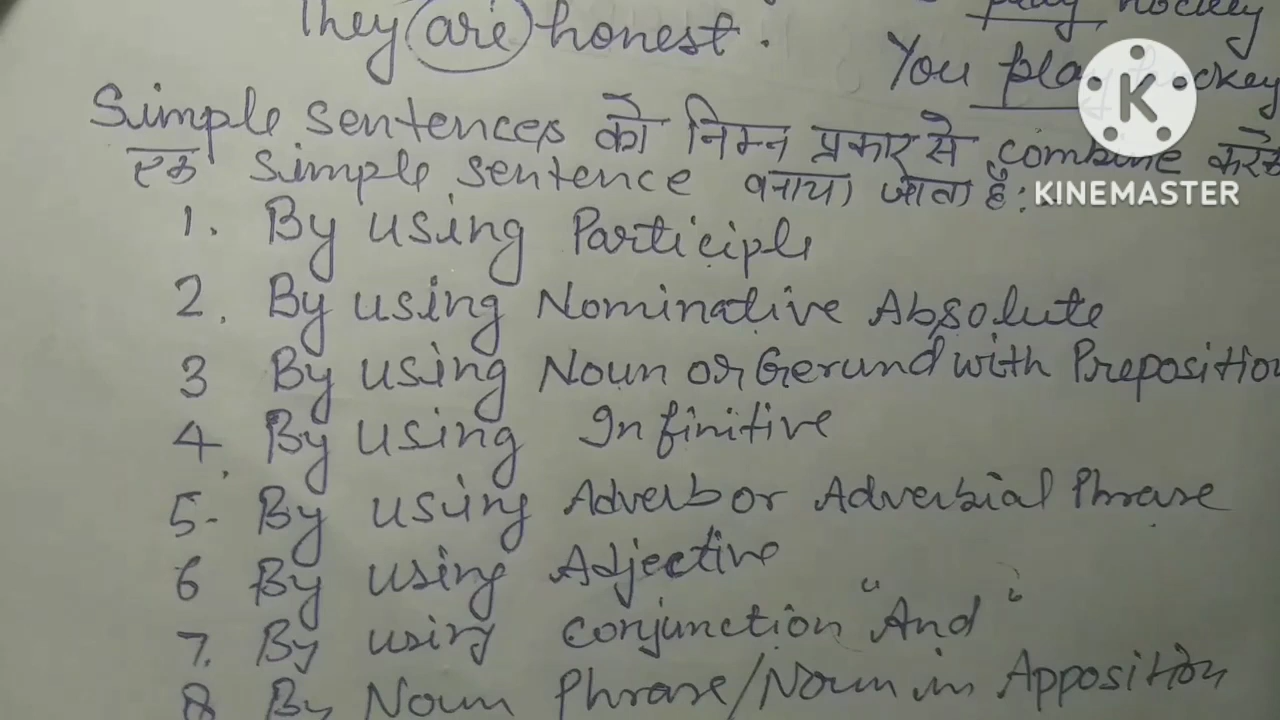 They are honest.
hockey
You play hockey
Simple sentences को निम्न प्रकार से combine करके
एक simple sentence बनाया जाता है:-
1. By using Participle
2. By using Nominative Absolute
3 By using Noun or Gerund with Preposition
4. By using Infinitive
5- By using Adverb or Adverbial Phrase
6 By using Adjective
7. By using conjunction "And"
8 By Noun Phrase/Noun in Apposition
K
KINEMASTER